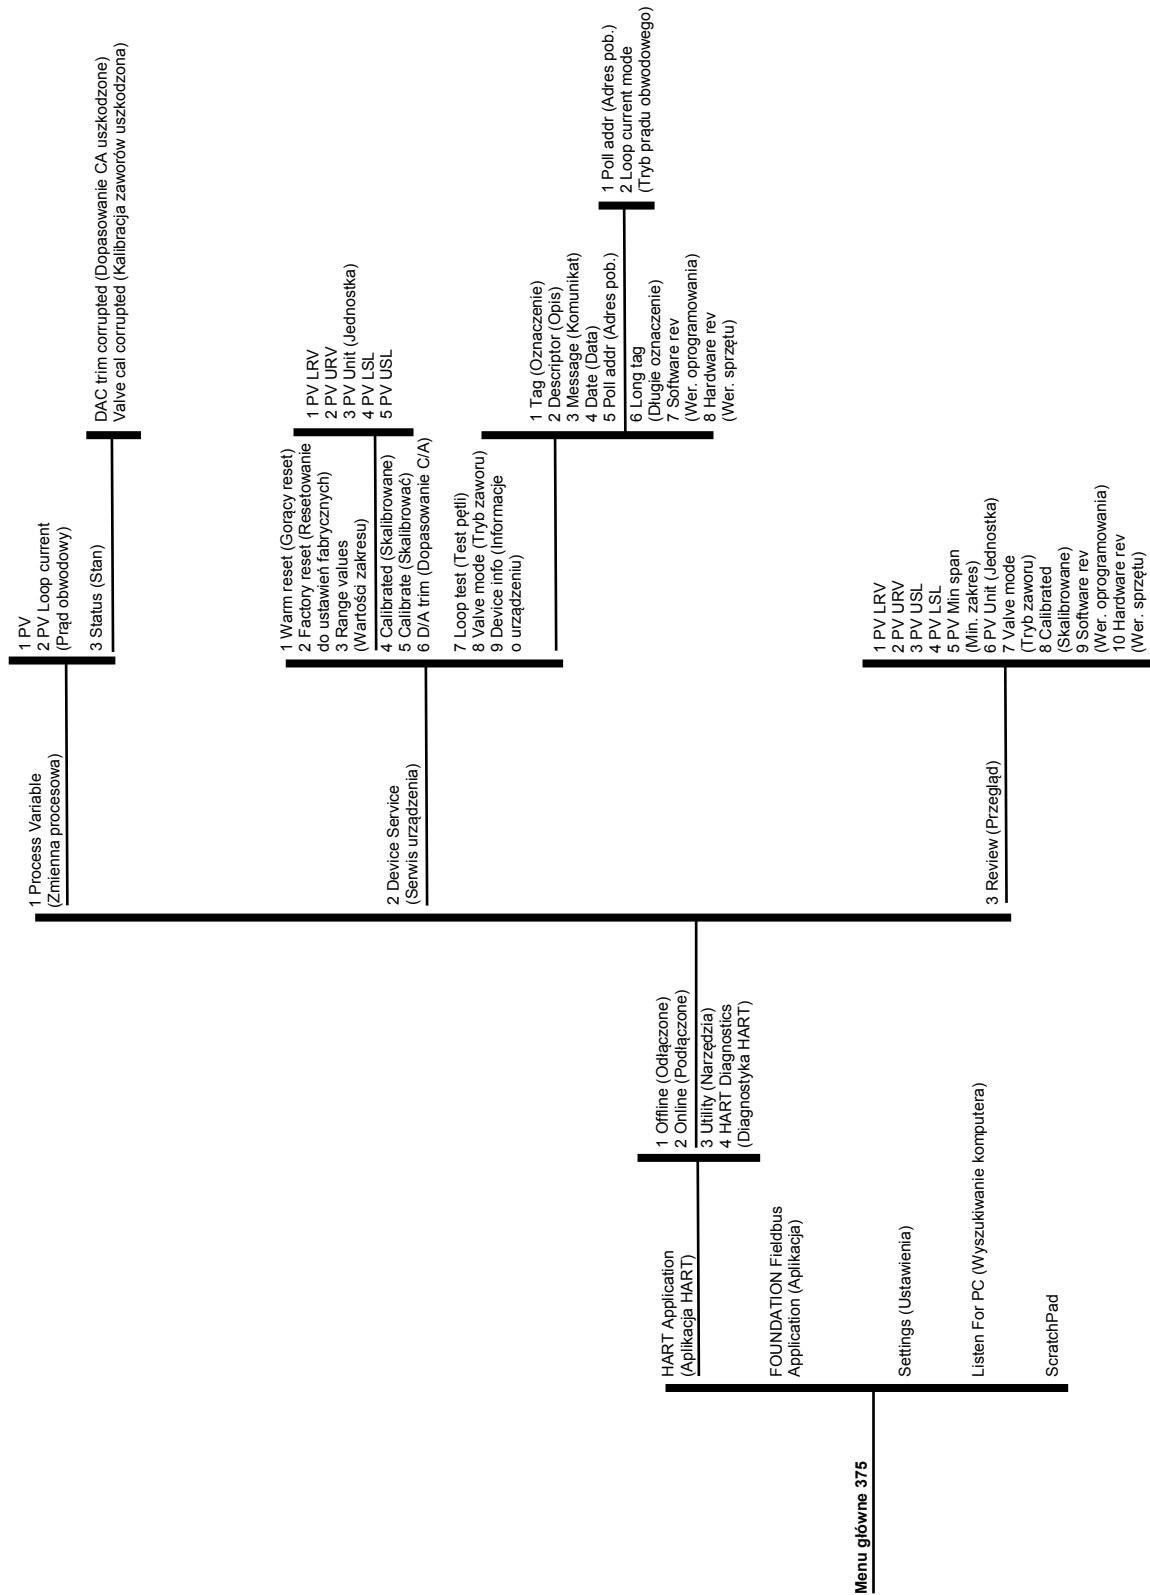 Menu główne 375
HART Application
(Aplikacja HART)
FOUNDATION Fieldbus
Application (Aplikacja)
Settings (Ustawienia)
Listen For PC (Wyszukiwanie komputera)
ScratchPad
1 Offline (Odłączone)
2 Online (Podłączone)
3 Utility (Narzędzia)
4 HART Diagnostics
(Diagnostyka HART)
1 Process Variable
(Zmienna procesowa)
2 Device Service
(Serwis urządzenia)
3 Review (Przegląd)
1 PV
2 PV Loop current
(Prąd obwodowy)
3 Status (Stan)
DAC trim corrupted (Dopasowanie CA uszkodzone)
Valve cal corrupted (Kalibracja zaworów uszkodzona)
1 Warm reset (Gorący reset)
2 Factory reset (Resetowanie
do ustawień fabrycznych)
3 Range values
(Wartości zakresu)
4 Calibrated (Skalibrowane)
5 Calibrate (Skalibrować)
6 D/A trim (Dopasowanie C/A)
7 Loop test (Test pętli)
8 Valve mode (Tryb zaworu)
9 Device info (Informacje
o urządzeniu)
1 PV LRV
2 PV URV
3 PV Unit (Jednostka)
4 PV LSL
5 PV USL
1 Tag (Oznaczenie)
2 Descriptor (Opis)
3 Message (Komunikat)
4 Date (Data)
5 Poll addr (Adres pob.)
6 Long tag
(Długie oznaczenie)
7 Software rev
(Wer. oprogramowania)
8 Hardware rev
(Wer. sprzętu)
1 Poll addr (Adres pob.)
2 Loop current mode
(Tryb prądu obwodowego)
1 PV LRV
2 PV URV
3 PV USL
4 PV LSL
5 PV Min span
(Min. zakres)
6 PV Unit (Jednostka)
7 Valve mode
(Tryb zaworu)
8 Calibrated
(Skalibrowane)
9 Software rev
(Wer. oprogramowania)
10 Hardware rev
(Wer. sprzętu)